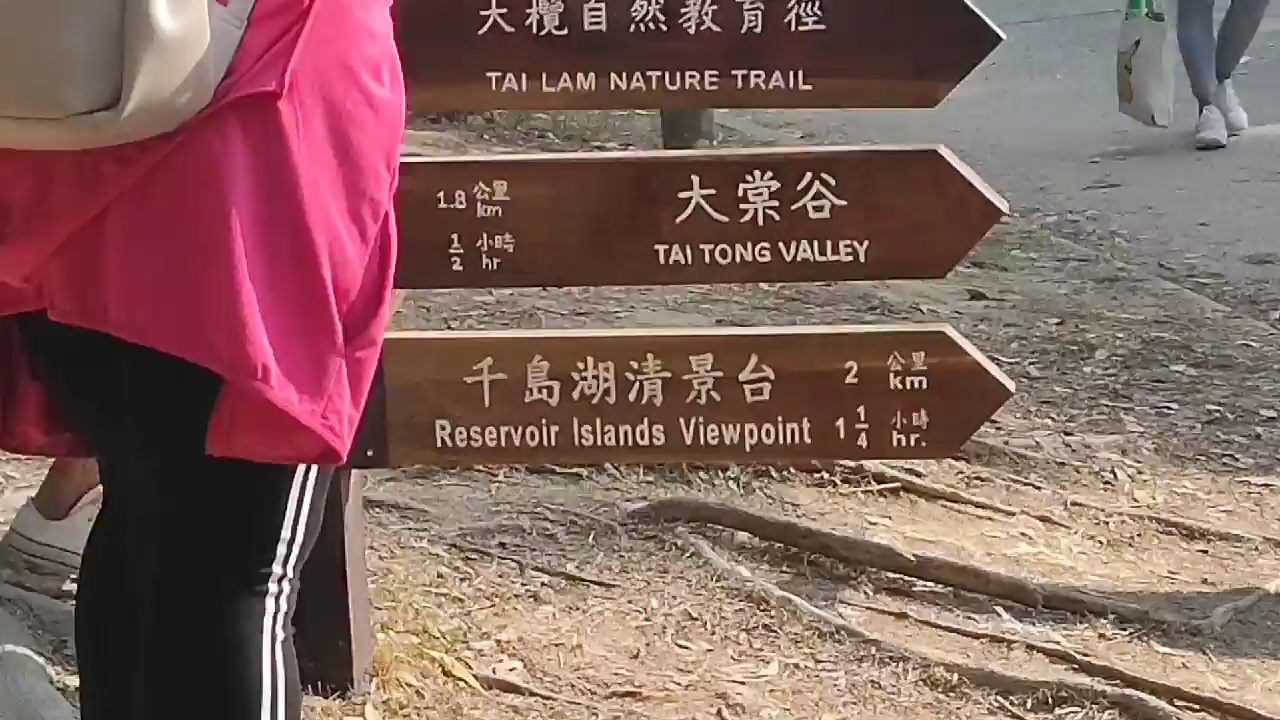 大欖自然教育徑
TAI LAM NATURE TRAIL
1.8 公里 km
1/2 小時 hr
大棠谷
TAI TONG VALLEY
千島湖清景台
Reservoir Islands Viewpoint
2 公里 km
1 1/4 小時 hr.